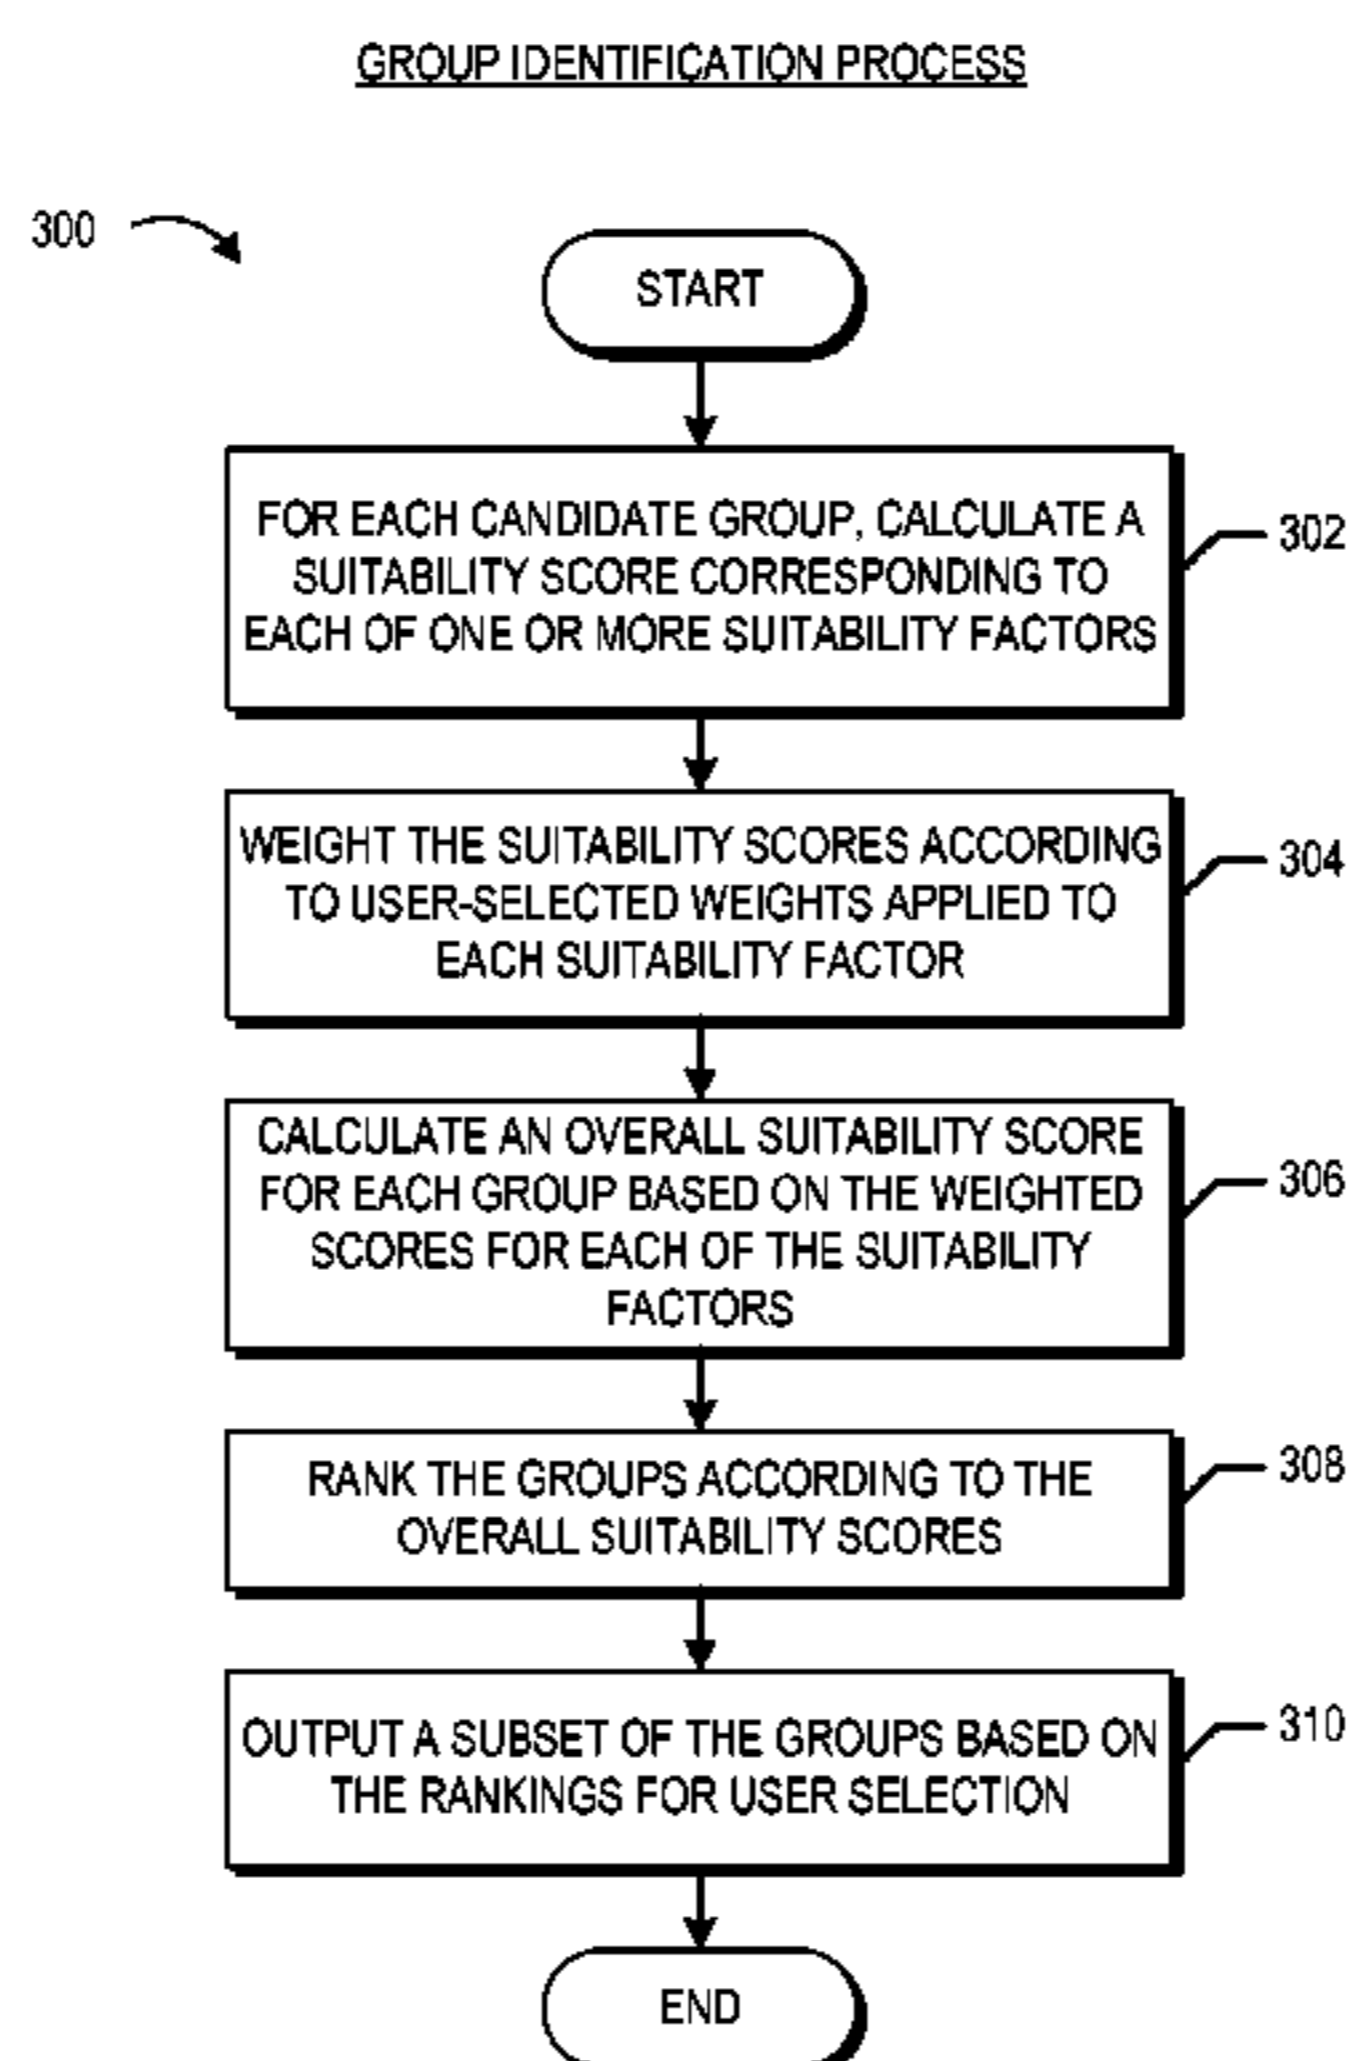 GROUP IDENTIFICATION PROCESS
300
START
FOR EACH CANDIDATE GROUP, CALCULATE A
SUITABILITY SCORE CORRESPONDING TO
EACH OF ONE OR MORE SUITABILITY FACTORS
302
WEIGHT THE SUITABILITY SCORES ACCORDING
TO USER-SELECTED WEIGHTS APPLIED TO
EACH SUITABILITY FACTOR
304
CALCULATE AN OVERALL SUITABILITY SCORE
FOR EACH GROUP BASED ON THE WEIGHTED
SCORES FOR EACH OF THE SUITABILITY
FACTORS
306
RANK THE GROUPS ACCORDING TO THE
OVERALL SUITABILITY SCORES
308
OUTPUT A SUBSET OF THE GROUPS BASED ON
THE RANKINGS FOR USER SELECTION
310
END